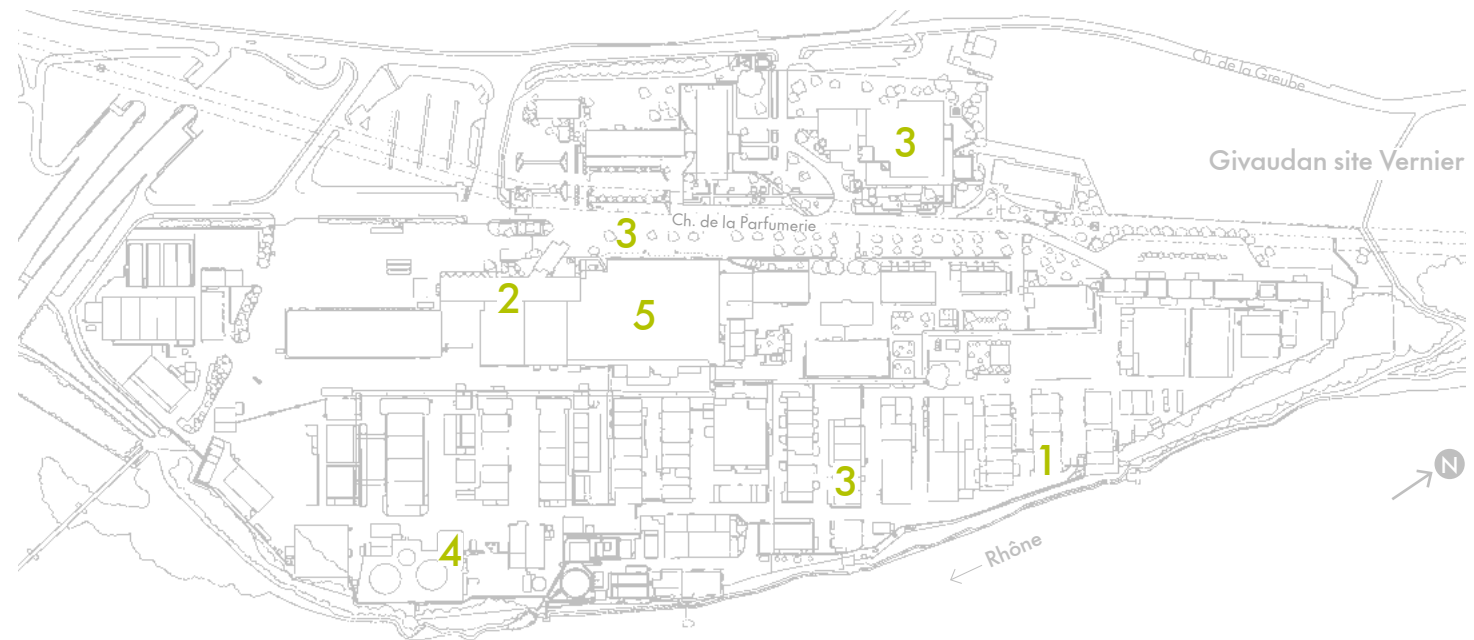 Ch. de la Greube
3
Givaudan site Vernier
3
Ch. de la Parfumerie
2
5
1
N
3
4
← Rhône